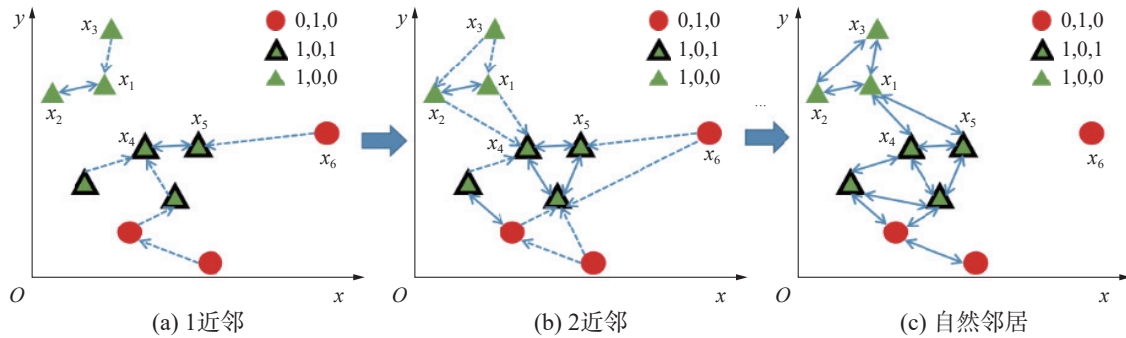 y
x₃
x₁
x₂
x₄
x₅
x₆
0,1,0
1,0,1
1,0,0
O
x
(a) 1近邻
y
x₃
x₁
x₂
x₄
x₅
x₆
0,1,0
1,0,1
1,0,0
O
x
(b) 2近邻
...
y
x₃
x₁
x₂
x₄
x₅
x₆
0,1,0
1,0,1
1,0,0
O
x
(c) 自然邻居